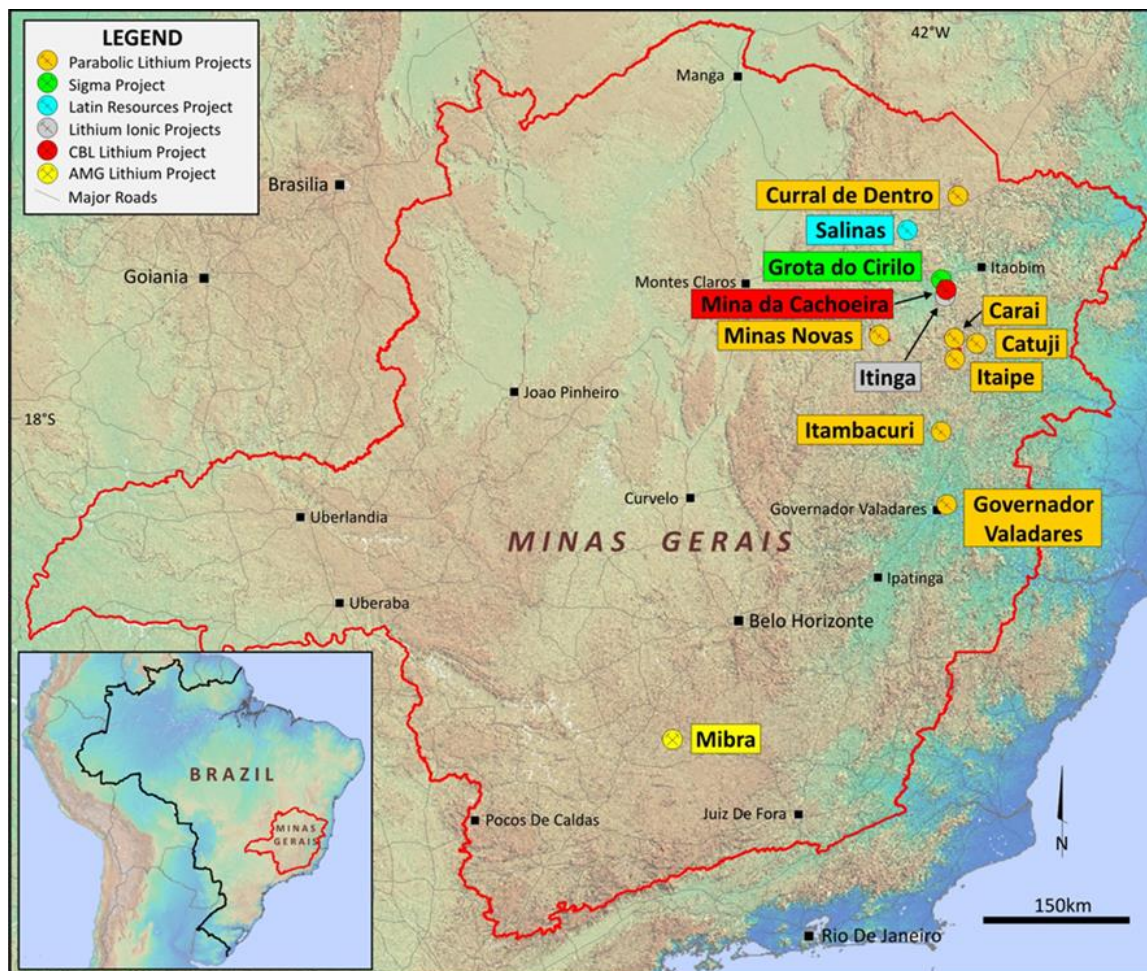 LEGEND
Parabolic Lithium Projects
Sigma Project
Latin Resources Project
Lithium Ionic Projects
CBL Lithium Project
AMG Lithium Project
Major Roads
42°W
Manga
Brasilia
Curral de Dentro
Salinas
Goiania
Grota do Cirilo
Itaobim
Montes Claros
Mina da Cachoeira
Carai
Minas Novas
Catuji
Itinga
Itaipe
Joao Pinheiro
18°S
Itambacuri
Curvelo
Governador Valadares
Governador
Valadares
Uberlandia
MINAS GERAIS
Ipatinga
Uberaba
Belo Horizonte
Mibra
BRAZIL
MINAS
GERAIS
Pocos De Caldas
Juiz De Fora
N
150km
Rio De Janeiro